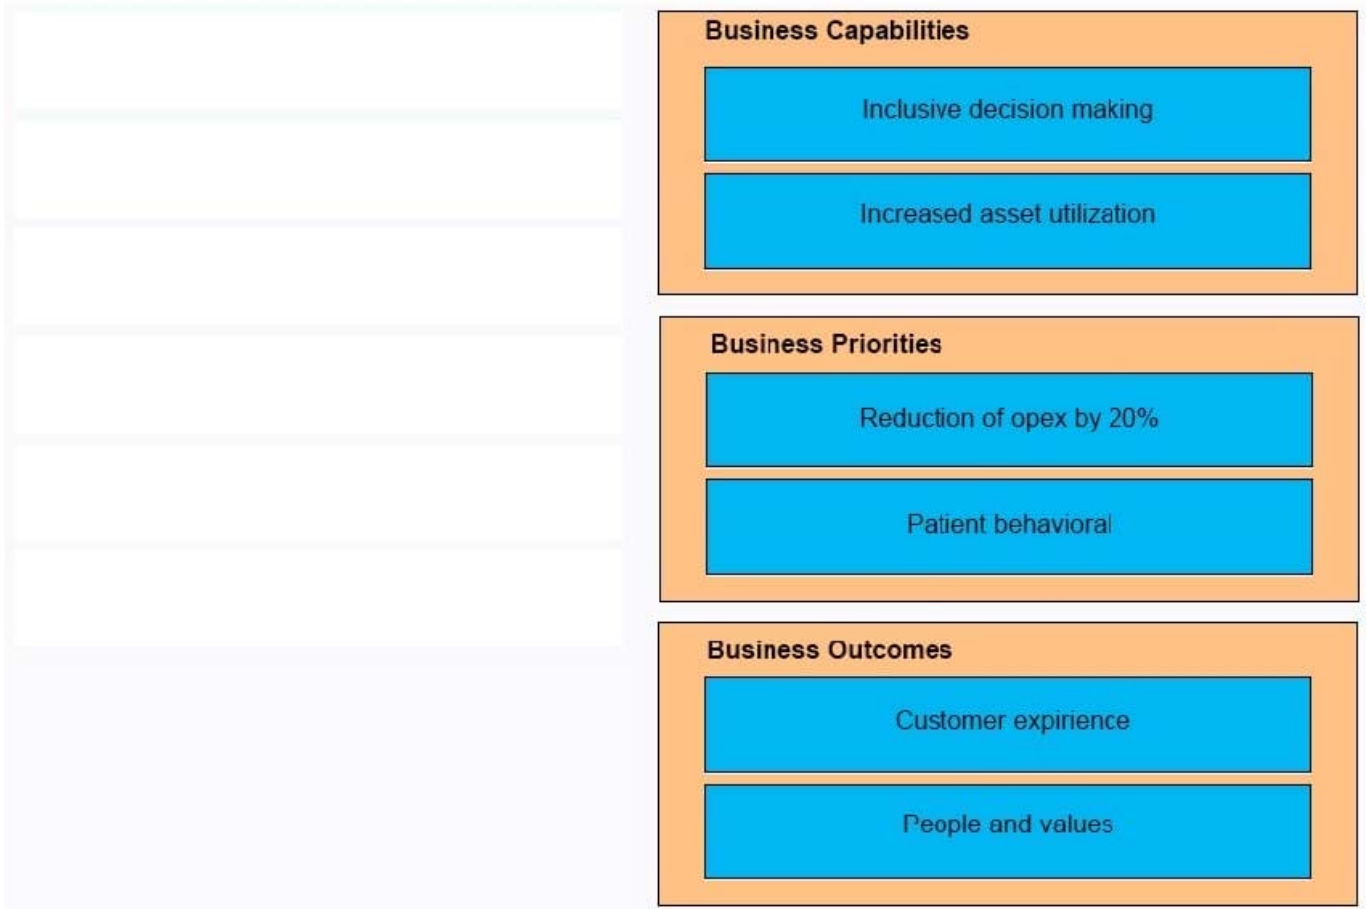 Business Capabilities
Inclusive decision making
Increased asset utilization
Business Priorities
Reduction of opex by 20%
Patient behavioral
Business Outcomes
Customer expirience
People and values